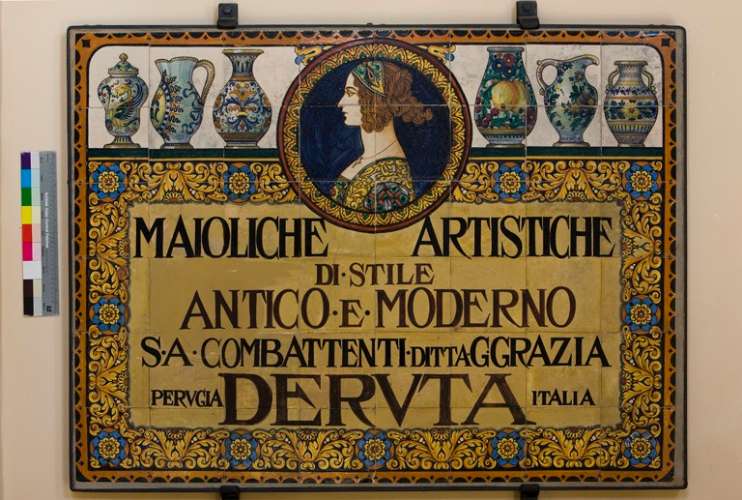 MAIOLICHE ARTISTICHE
DI·STILE
ANTICO·E·MODERNO
S·A·COMBATTENTI·DITTA G·GRAZIA
PERVGIA DERVTA ITALIA